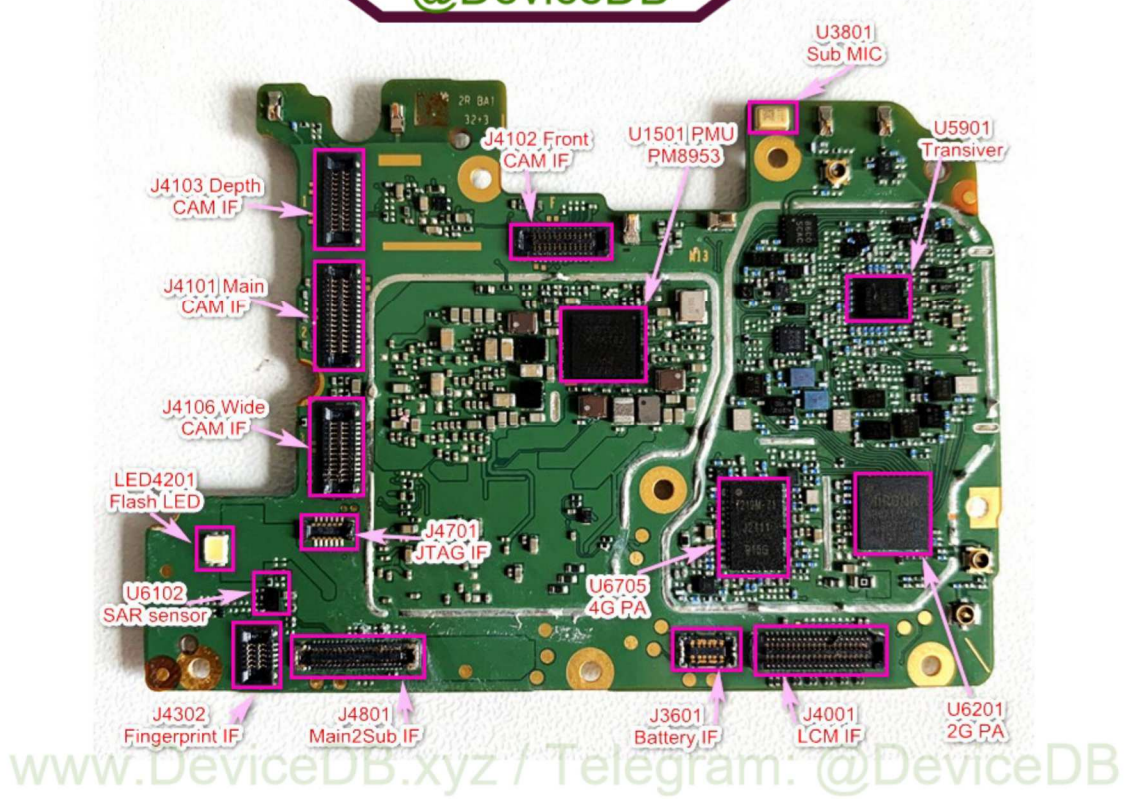 @DeviceDB
U3801
Sub MIC
2R BA1
32+3
J4102 Front
CAM IF
U1501 PMU
PM8953
U5901
Transiver
J4103 Depth
CAM IF
F
N13
J4101 Main
CAM IF
2
J4106 Wide
CAM IF
LED4201
Flash LED
J4701
JTAG IF
U6102
SAR sensor
U6705
4G PA
J4302
Fingerprint IF
J4801
Main2Sub IF
J3601
Battery IF
J4001
LCM IF
U6201
2G PA
www.DeviceDB.xyz / Telegram: @DeviceDB